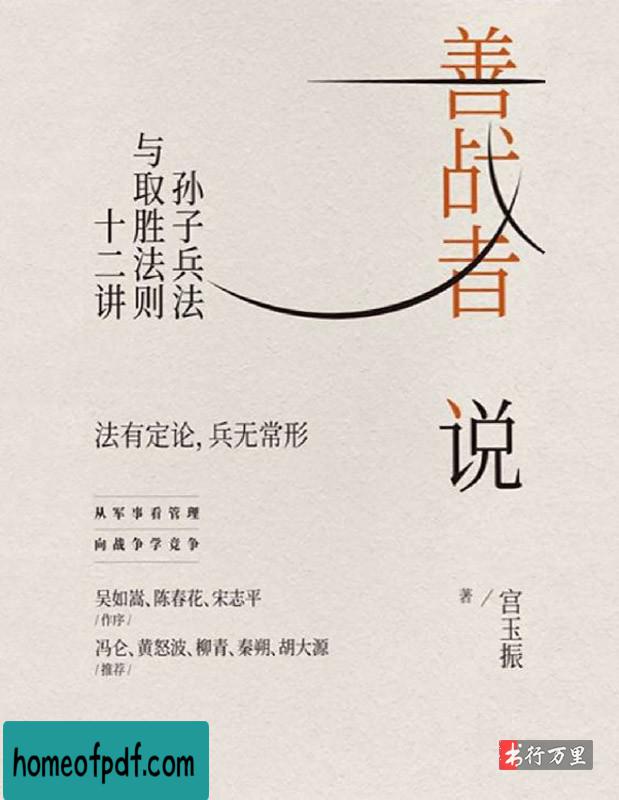 善战者说
孙子兵法
与取胜法则
十二讲
法有定论,兵无常形
从军事看管理
向战争学竞争
吴如嵩、陈春花、宋志平
/作序/
冯仑、黄怒波、柳青、秦朔、胡大源
/推荐/
宫玉振/著
homeofpdf.com
书行万里